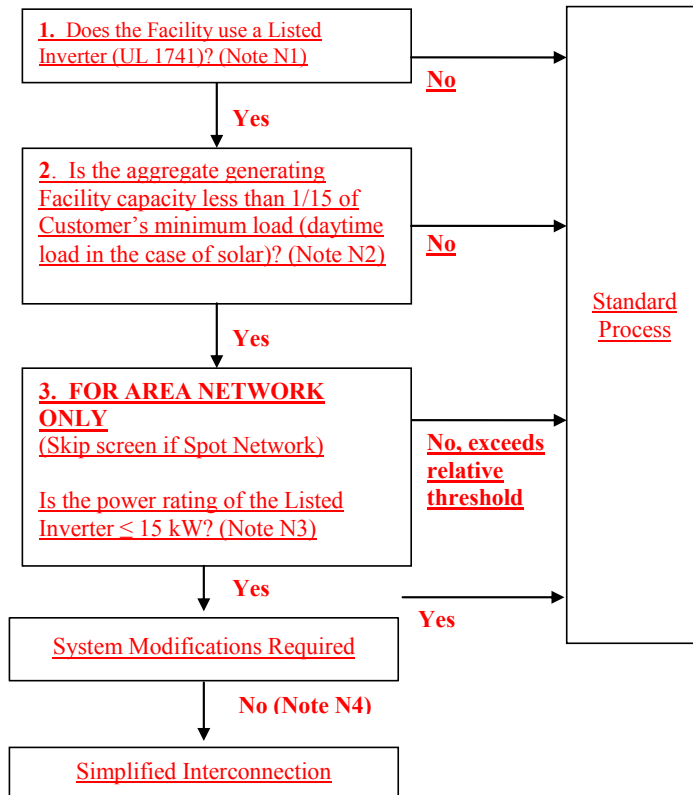 1. Does the Facility use a Listed
Inverter (UL 1741)? (Note N1)
No
Yes
2. Is the aggregate generating
Facility capacity less than 1/15 of
Customer's minimum load (daytime
load in the case of solar)? (Note N2)
No
Yes
Standard
Process
3. FOR AREA NETWORK
ONLY
(Skip screen if Spot Network)
Is the power rating of the Listed
Inverter ≤ 15 kW? (Note N3)
No, exceeds
relative
threshold
Yes
Yes
System Modifications Required
No (Note N4)
Simplified Interconnection